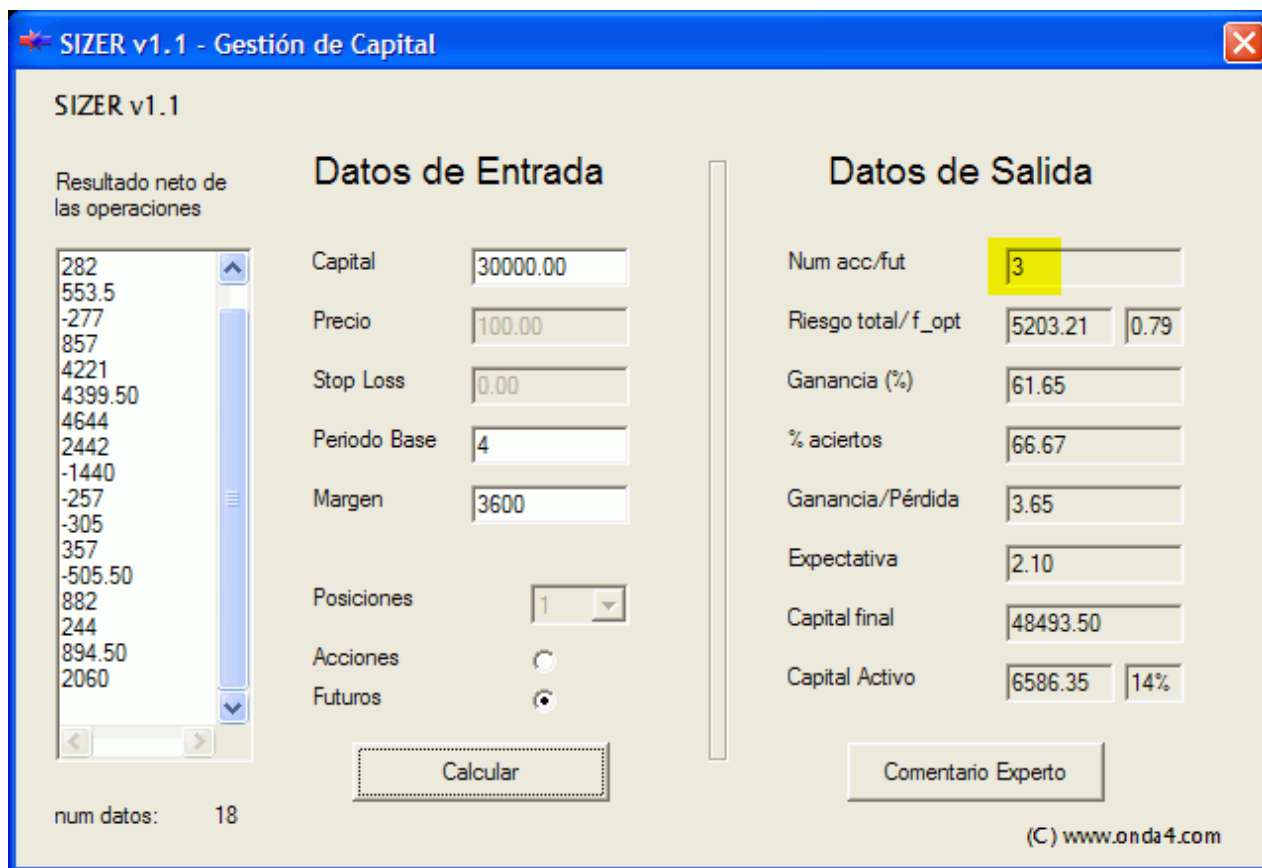 SIZER v1.1 - Gestión de Capital
SIZER v1.1
Resultado neto de
las operaciones
282
553.5
-277
857
4221
4399.50
4644
2442
-1440
-257
-305
357
-505.50
882
244
894.50
2060
num datos: 18
Datos de Entrada
Capital 30000.00
Precio 100.00
Stop Loss 0.00
Periodo Base 4
Margen 3600
Posiciones 1
Acciones
Futuros
Calcular
Datos de Salida
Num acc/fut 3
Riesgo total/ f_opt 5203.21 0.79
Ganancia (%) 61.65
% aciertos 66.67
Ganancia/Pérdida 3.65
Expectativa 2.10
Capital final 48493.50
Capital Activo 6586.35 14%
Comentario Experto
(C) www.onda4.com